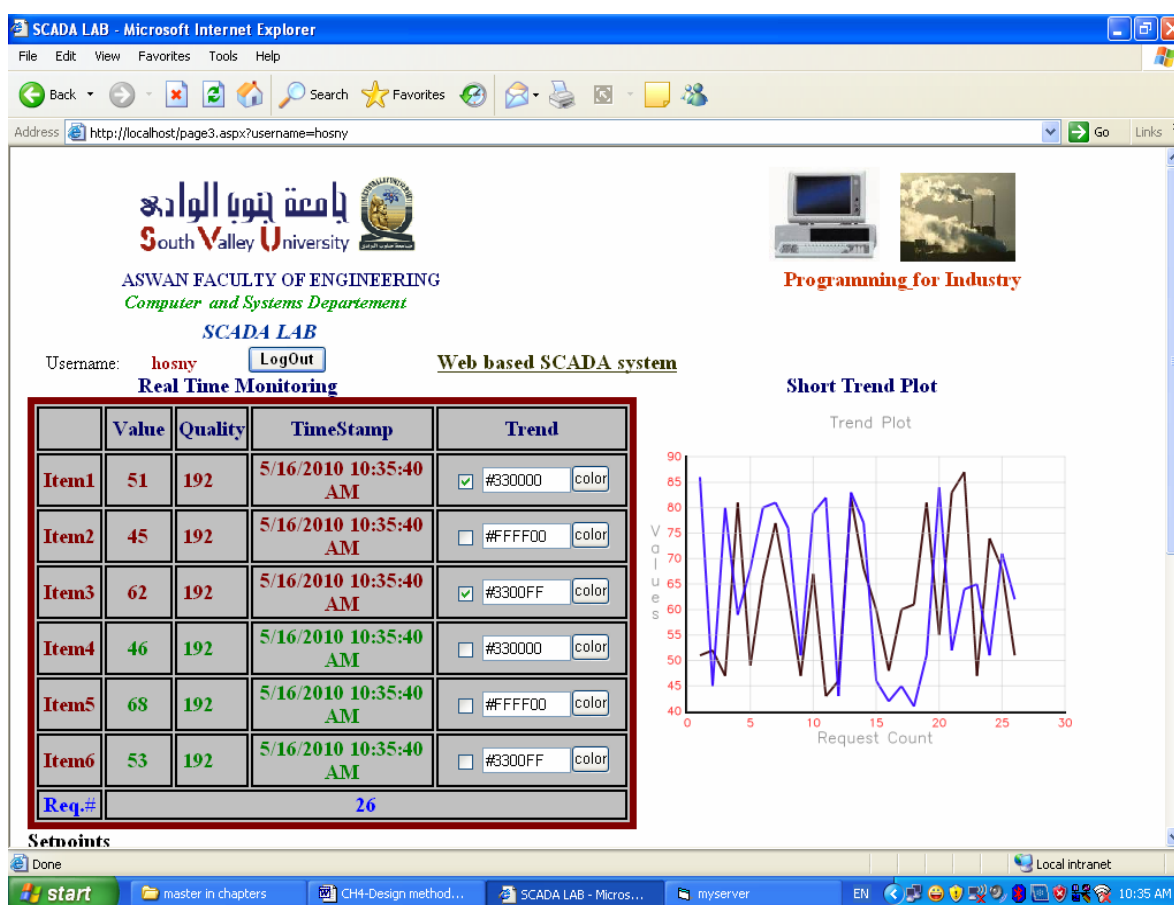 SCADA LAB - Microsoft Internet Explorer
File Edit View Favorites Tools Help
Back Search Favorites
Address http://localhost/page3.aspx?username=hosny Go Links
جامعة جنوب الوادي
South Valley University
ASWAN FACULTY OF ENGINEERING
Computer and Systems Departement
SCADA LAB
Programming for Industry
Username: hosny LogOut
Web based SCADA system
Real Time Monitoring
Value Quality TimeStamp Trend
Item1 51 192 5/16/2010 10:35:40 AM #330000 color
Item2 45 192 5/16/2010 10:35:40 AM #FFFF00 color
Item3 62 192 5/16/2010 10:35:40 AM #3300FF color
Item4 46 192 5/16/2010 10:35:40 AM #330000 color
Item5 68 192 5/16/2010 10:35:40 AM #FFFF00 color
Item6 53 192 5/16/2010 10:35:40 AM #3300FF color
Req.# 26
Short Trend Plot
Trend Plot
Values
90
85
80
75
70
65
60
55
50
45
40
0 5 10 15 20 25 30
Request Count
Setpoints
Done Local intranet
start master in chapters CH4-Design method... SCADA LAB - Micros... myserver EN 10:35 AM